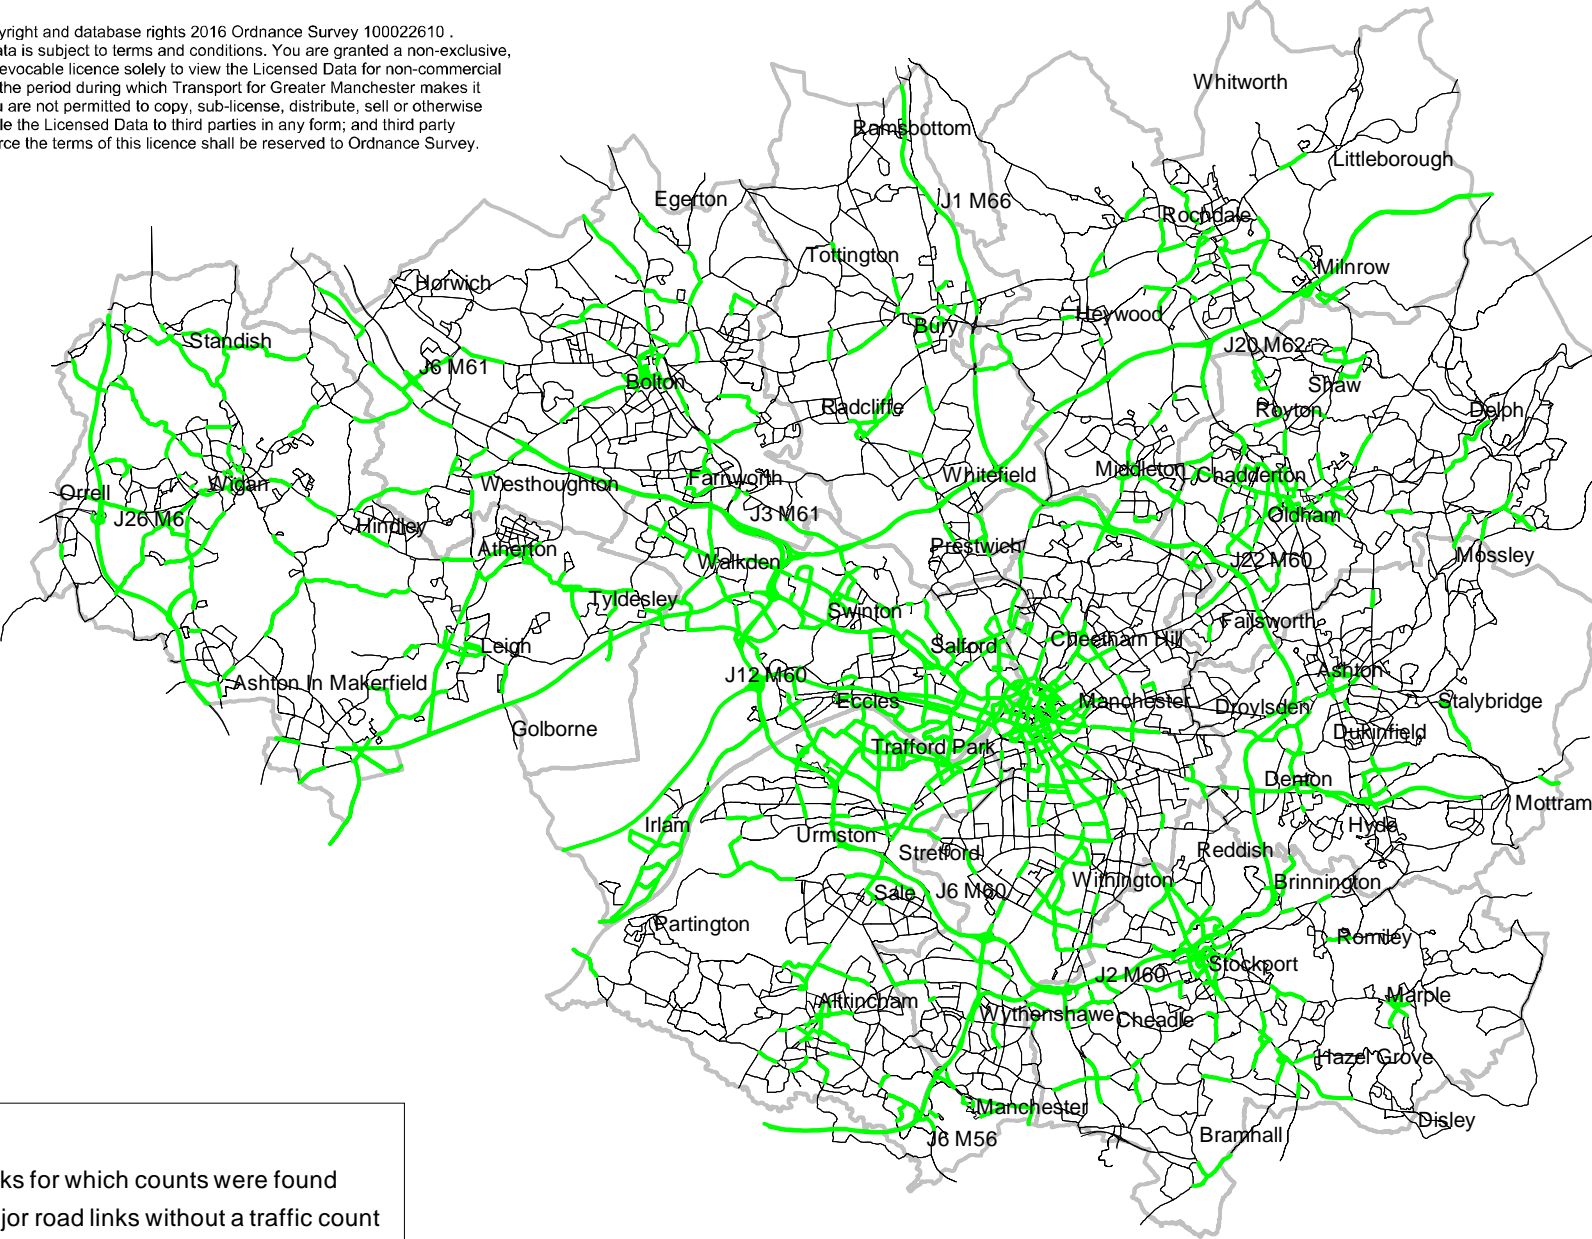 yright and database rights 2016 Ordnance Survey 100022610 .
ata is subject to terms and conditions. You are granted a non-exclusive,
evocable licence solely to view the Licensed Data for non-commercial
the period during which Transport for Greater Manchester makes it
u are not permitted to copy, sub-license, distribute, sell or otherwise
le the Licensed Data to third parties in any form; and third party
rce the terms of this licence shall be reserved to Ordnance Survey.
Whitworth
Ramsbottom
Littleborough
Egerton
J1 M66
Rochdale
Tottington
Milnrow
Horwich
Heywood
Bury
Standish
J20 M62
J6 M61
Bolton
Shaw
Radcliffe
Royton
Delph
Middleton
Chadderton
Whitefield
Farnworth
Westhoughton
Wigan
Orrell
J26 M6
J3 M61
Oldham
Hindley
Atherton
Prestwich
Mossley
J22 M60
Walkden
Tyldesley
Swinton
Failsworth
Salford
Cheetham Hill
Leigh
Ashton
J12 M60
Ashton In Makerfield
Eccles
Manchester
Droylsden
Stalybridge
Golborne
Dukinfield
Trafford Park
Denton
Mottram
Irlam
Hyde
Urmston
Stretford
Reddish
Withington
Brinnington
Sale
J6 M60
Partington
Romiley
Stockport
J2 M60
Marple
Altrincham
Wythenshawe
Cheadle
Hazel Grove
Manchester
Disley
Bramhall
J6 M56
ks for which counts were found
jor road links without a traffic count